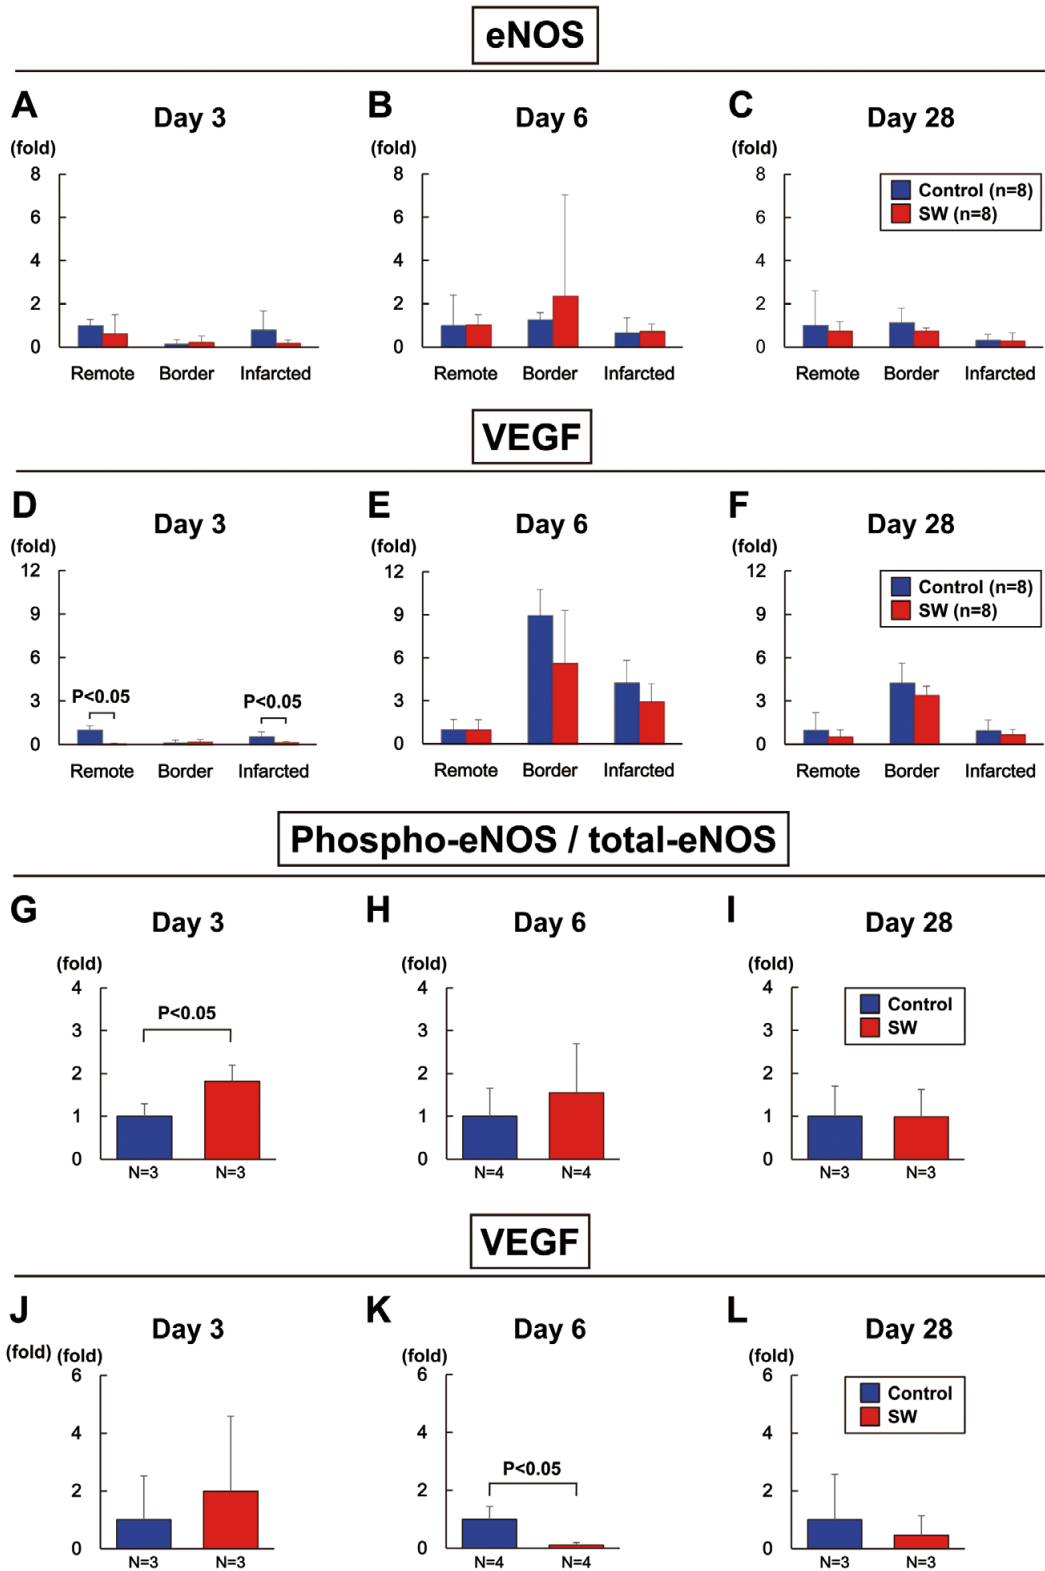 eNOS
A Day 3 B Day 6 C Day 28
(fold) (fold) (fold)
8 8 8
Control (n=8)
SW (n=8)
6 6 6
4 4 4
2 2 2
0 0 0
Remote Border Infarcted Remote Border Infarcted Remote Border Infarcted
VEGF
D Day 3 E Day 6 F Day 28
(fold) (fold) (fold)
12 12 12
Control (n=8)
SW (n=8)
9 9 9
6 6 6
P<0.05 P<0.05
3 3 3
0 0 0
Remote Border Infarcted Remote Border Infarcted Remote Border Infarcted
Phospho-eNOS / total-eNOS
G Day 3 H Day 6 I Day 28
(fold) (fold) (fold)
4 4 4
Control
P<0.05
SW
3 3 3
2 2 2
1 1 1
0 0 0
N=3 N=3 N=4 N=4 N=3 N=3
VEGF
J Day 3 K Day 6 L Day 28
(fold) (fold) (fold) (fold)
6 6 6
Control
SW
4 4 4
P<0.05
2 2 2
0 0 0
N=3 N=3 N=4 N=4 N=3 N=3